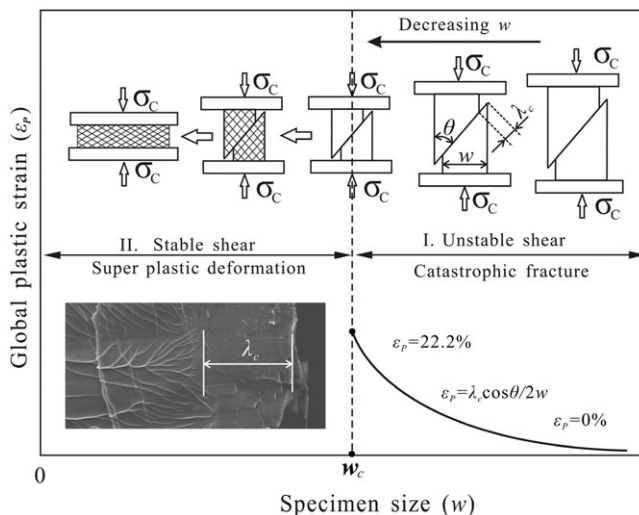 Decreasing w
σC σC σC σC σC
λc
θ
w
σC σC σC σC σC
II. Stable shear
Super plastic deformation
I. Unstable shear
Catastrophic fracture
λc
εP=22.2%
εP=λccosθ/2w
εP=0%
0
wc
Specimen size (w)
Global plastic strain (εP)